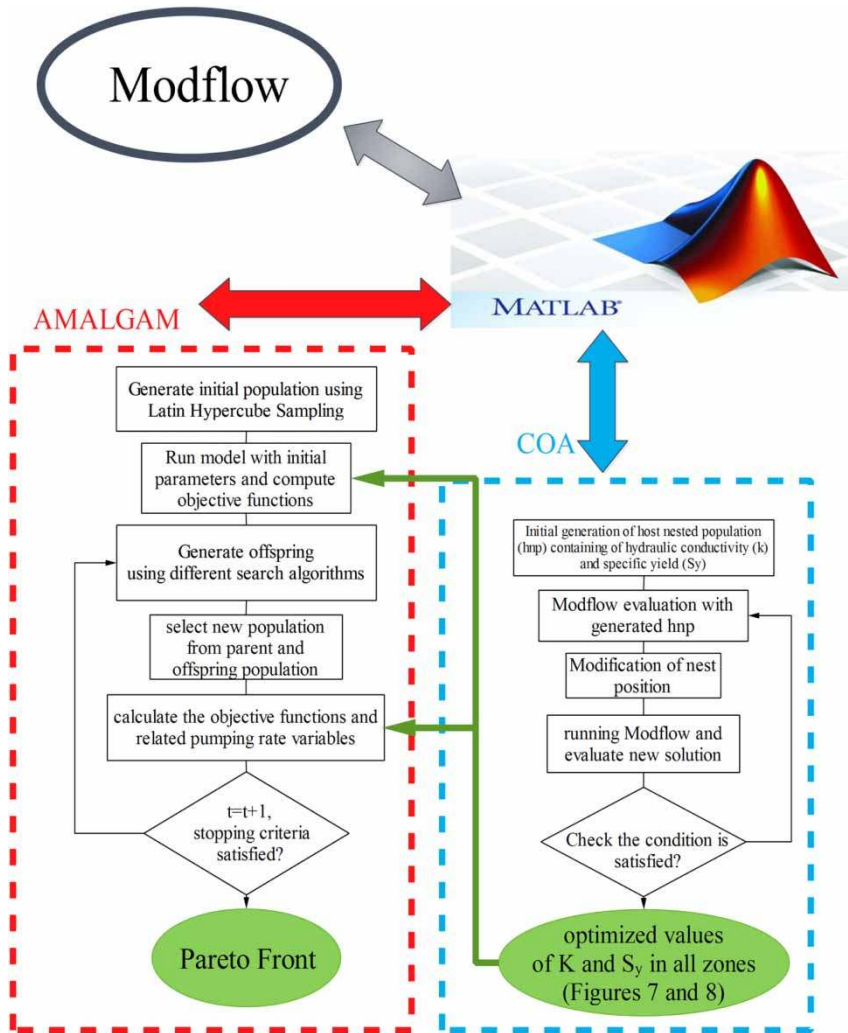 Modflow
MATLAB®
AMALGAM
Generate initial population using
Latin Hypercube Sampling
Run model with initial
parameters and compute
objective functions
Generate offspring
using different search algorithms
select new population
from parent and
offspring population
calculate the objective functions and
related pumping rate variables
t=t+1,
stopping criteria
satisfied?
Pareto Front
COA
Initial generation of host nested population
(hnp) containing of hydraulic conductivity (k)
and specific yield (Sy)
Modflow evaluation with
generated hnp
Modification of nest
position
running Modflow and
evaluate new solution
Check the condition is
satisfied?
optimized values
of K and Sy in all zones
(Figures 7 and 8)